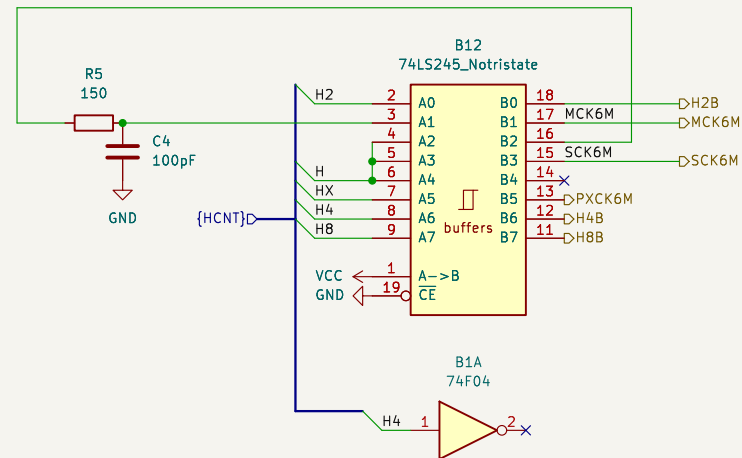 B12
74LS245_Notristate
R5
150
H2 2 A0 B0 18 H2B
3 A1 B1 17 MCK6M MCK6M
4 A2 B2 16
C4
100pF
5 A3 B3 15 SCK6M SCK6M
H 6 A4 B4 14
HX 7 A5 B5 13 PXCK6M
GND
{HCNT}
H4 8 A6 B6 12 H4B
buffers
H8 9 A7 B7 11 H8B
VCC 1 A->B
GND 19 CE
B1A
74F04
H4 1 2